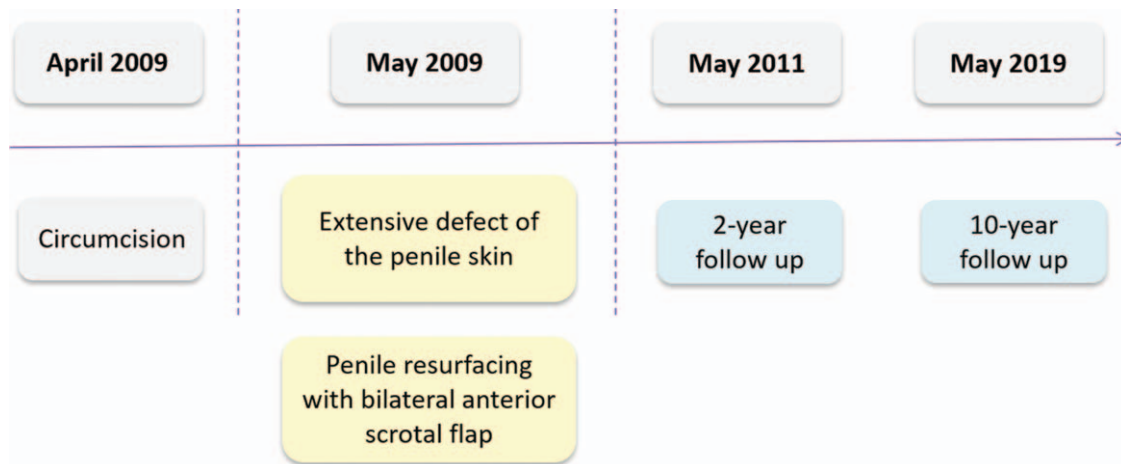 April 2009
May 2009
May 2011
May 2019
Circumcision
Extensive defect of
the penile skin
2-year
follow up
10-year
follow up
Penile resurfacing
with bilateral anterior
scrotal flap